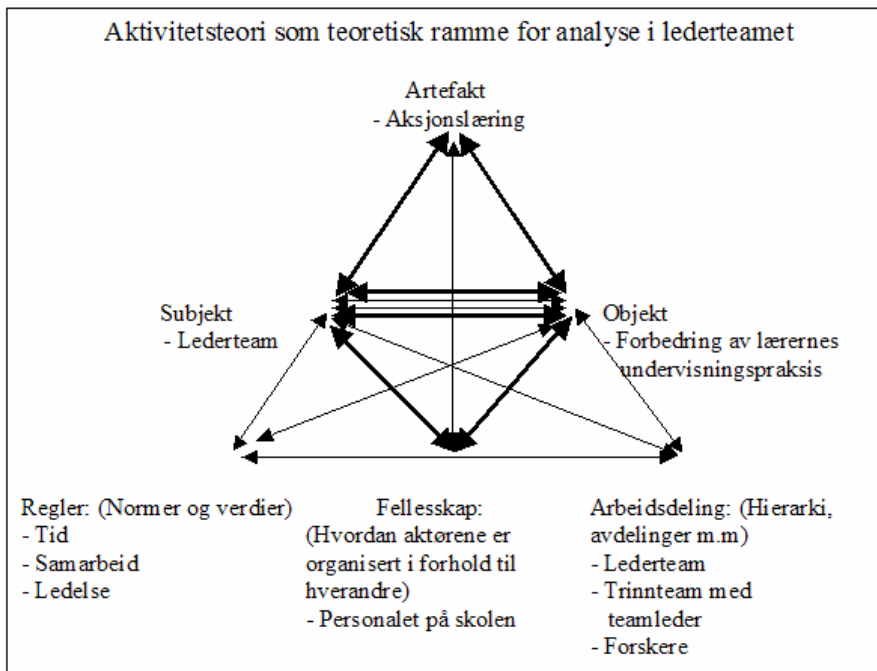 Aktivitetsteori som teoretisk ramme for analyse i lederteamet
Artefakt
- Aksjonslæring
Subjekt
- Lederteam
Objekt
- Forbedring av lærernes
undervisningspraksis
Regler: (Normer og verdier)
- Tid
- Samarbeid
- Ledelse
Fellesskap:
(Hvordan aktørene er
organisert i forhold til
hverandre)
- Personalet på skolen
Arbeidsdeling: (Hierarki,
avdelinger m.m)
- Lederteam
- Trinnteam med
teamleder
- Forskere